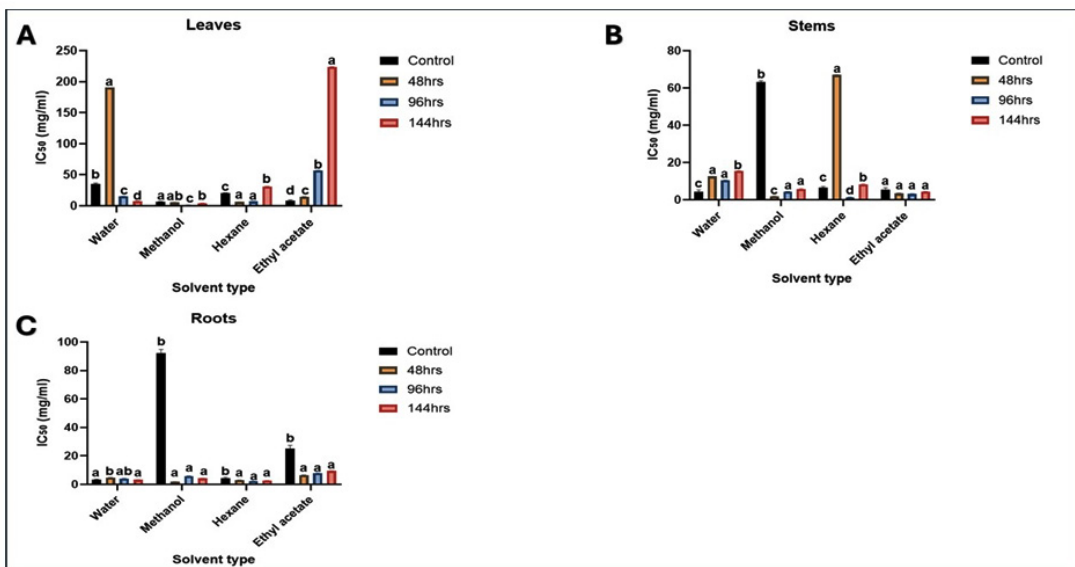 A
Leaves
IC50 (mg/ml)
250
200
150
100
50
0
b a c d
a ab c b
c a a b
d c b a
Water
Methanol
Hexane
Ethyl acetate
Solvent type
Control
48hrs
96hrs
144hrs
B
Stems
IC50 (mg/ml)
80
60
40
20
0
c a a b
b c a a
c a d b
a a a a
Water
Methanol
Hexane
Ethyl acetate
Solvent type
Control
48hrs
96hrs
144hrs
C
Roots
IC50 (mg/ml)
100
80
60
40
20
0
a b ab a
b a a a
b a a a
b a a a
Water
Methanol
Hexane
Ethyl acetate
Solvent type
Control
48hrs
96hrs
144hrs